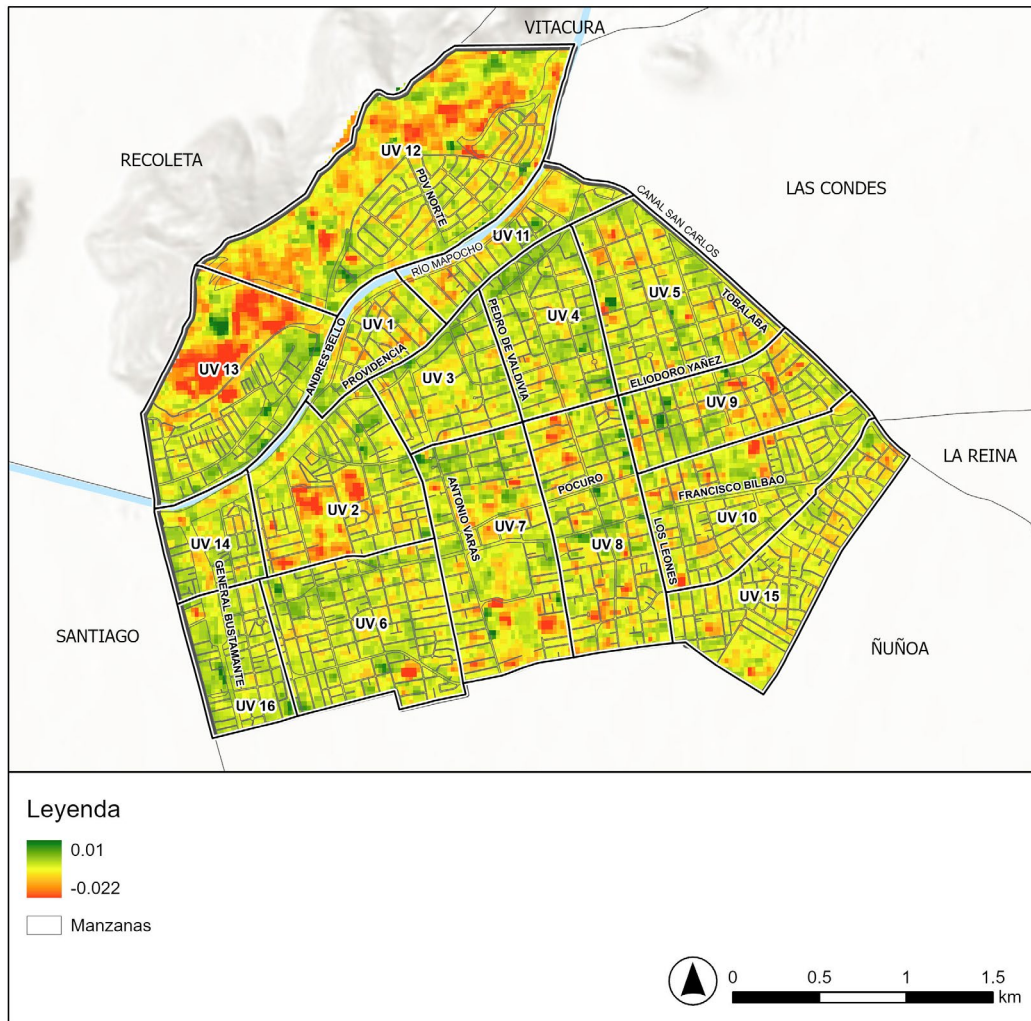 VITACURA
RECOLETA
UV 12
LAS CONDES
PDV NORTE
CANAL SAN CARLOS
UV 11
RÍO MAPOCHO
UV 5
TOBALABA
PEDRO DE VALDIVIA
UV 4
UV 1
ANDRES BELLO
PROVIDENCIA
UV 13
UV 3
ELIODORO YAÑEZ
UV 9
LA REINA
POCURO
FRANCISCO BILBAO
ANTONIO VARAS
UV 2
UV 7
UV 10
UV 14
UV 8
LOS LEONES
GENERAL BUSTAMANTE
UV 15
SANTIAGO
UV 6
ÑUÑOA
UV 16
Leyenda
0.01
-0.022
Manzanas
0 0.5 1 1.5
km